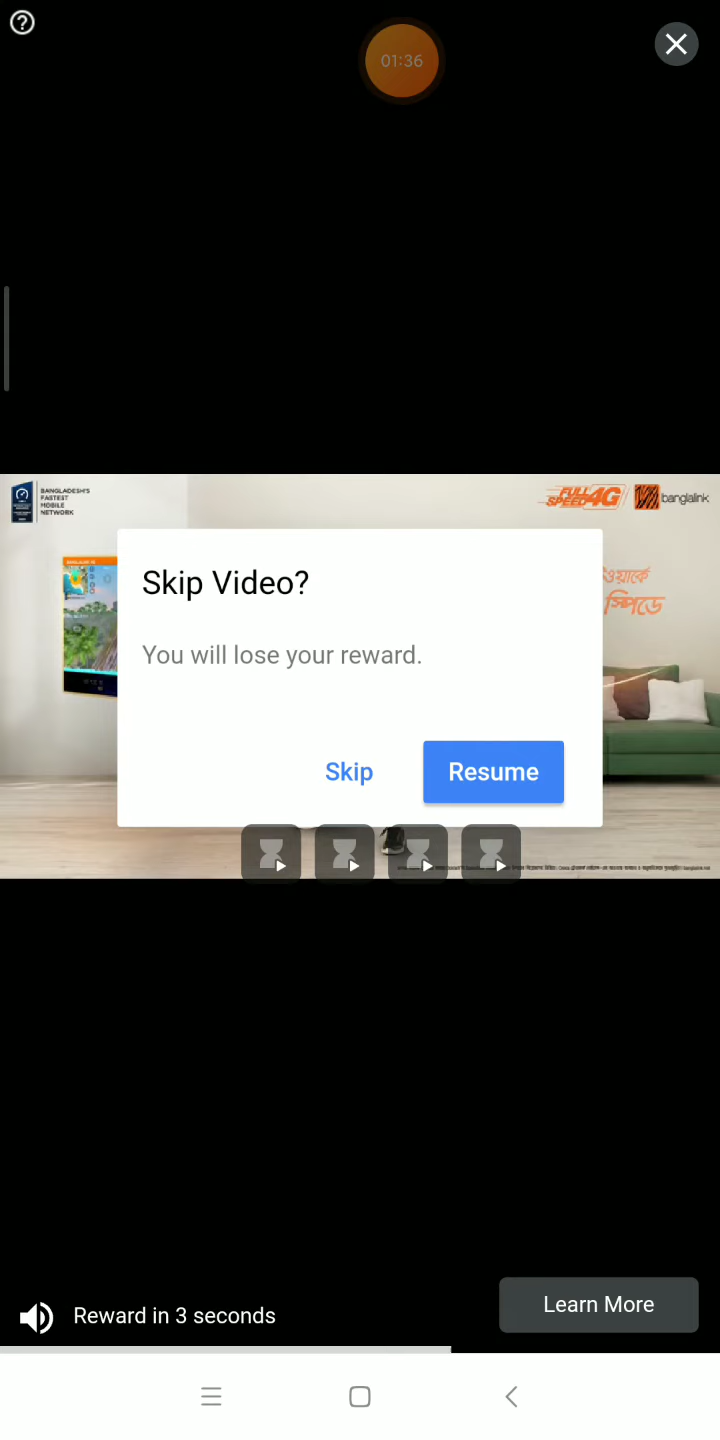 01:36
BANGLADESH'S
FASTEST
MOBILE
NETWORK
FULL
SPEED 4G
banglalink
Skip Video?
স্পিডে
You will lose your reward.
Skip
Resume
Reward in 3 seconds
Learn More